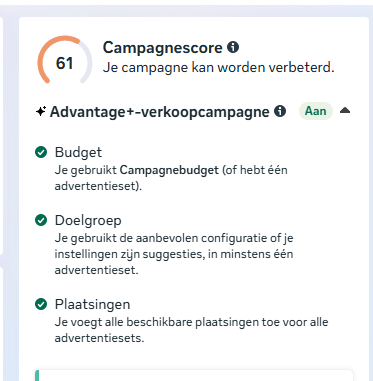 61
Campagnescore
Je campagne kan worden verbeterd.
Advantage+-verkoopcampagne Aan
Budget
Je gebruikt Campagnebudget (of hebt één
advertentieset).
Doelgroep
Je gebruikt de aanbevolen configuratie of je
instellingen zijn suggesties, in minstens één
advertentieset.
Plaatsingen
Je voegt alle beschikbare plaatsingen toe voor alle
advertentiesets.